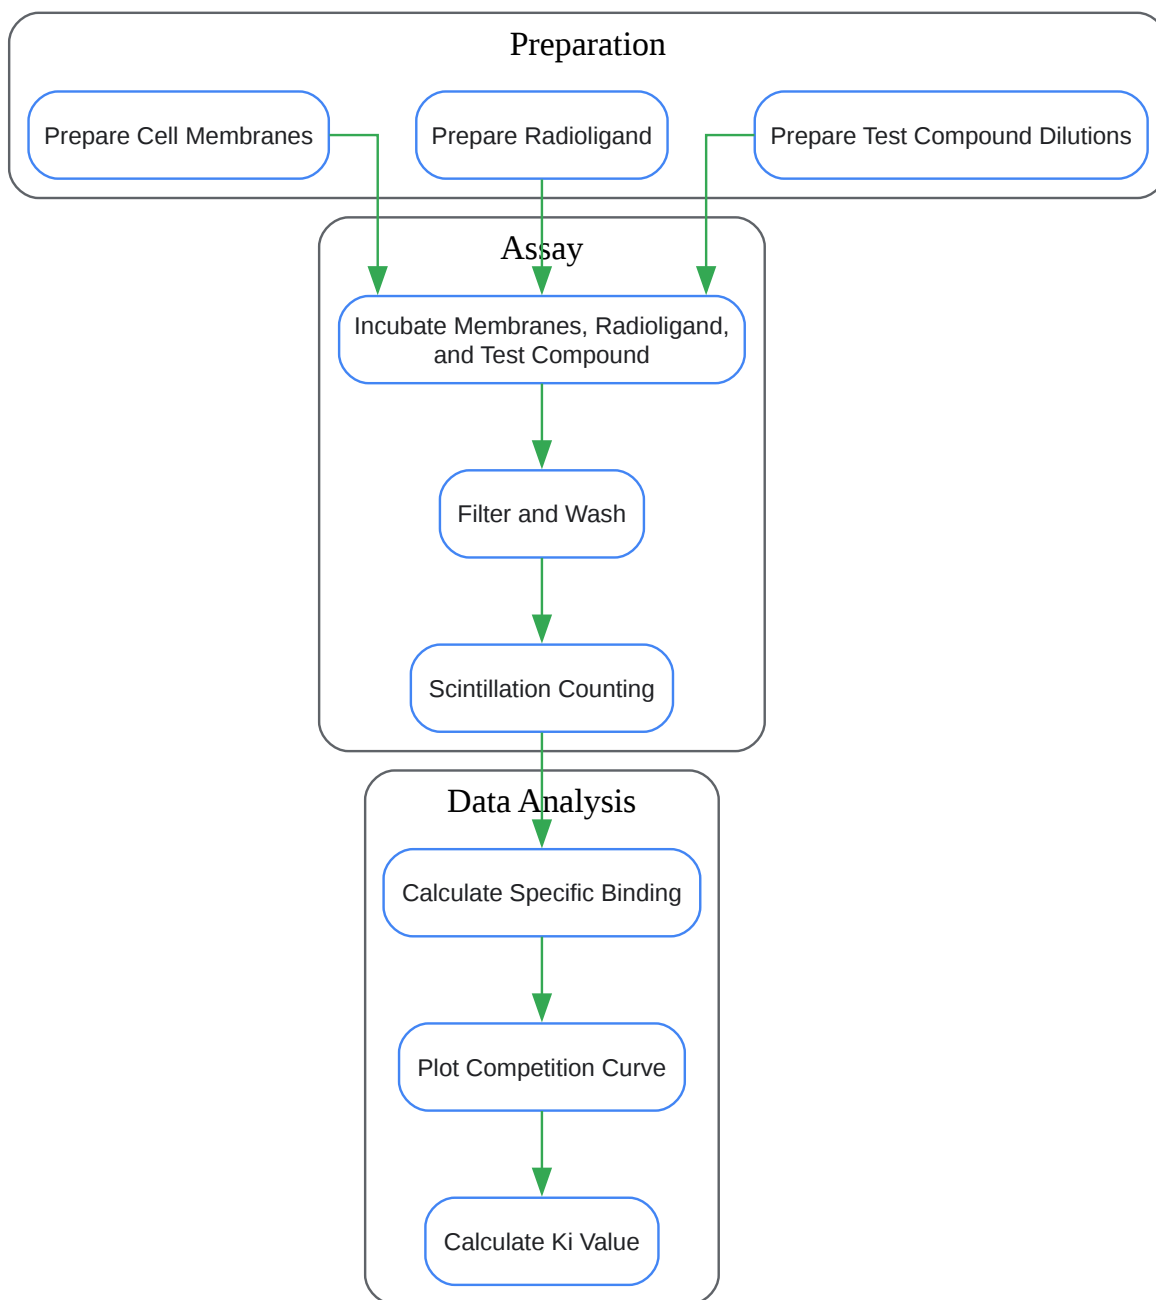 Preparation
Prepare Cell Membranes
Prepare Radioligand
Prepare Test Compound Dilutions
Assay
Incubate Membranes, Radioligand,
and Test Compound
Filter and Wash
Scintillation Counting
Data Analysis
Calculate Specific Binding
Plot Competition Curve
Calculate Ki Value